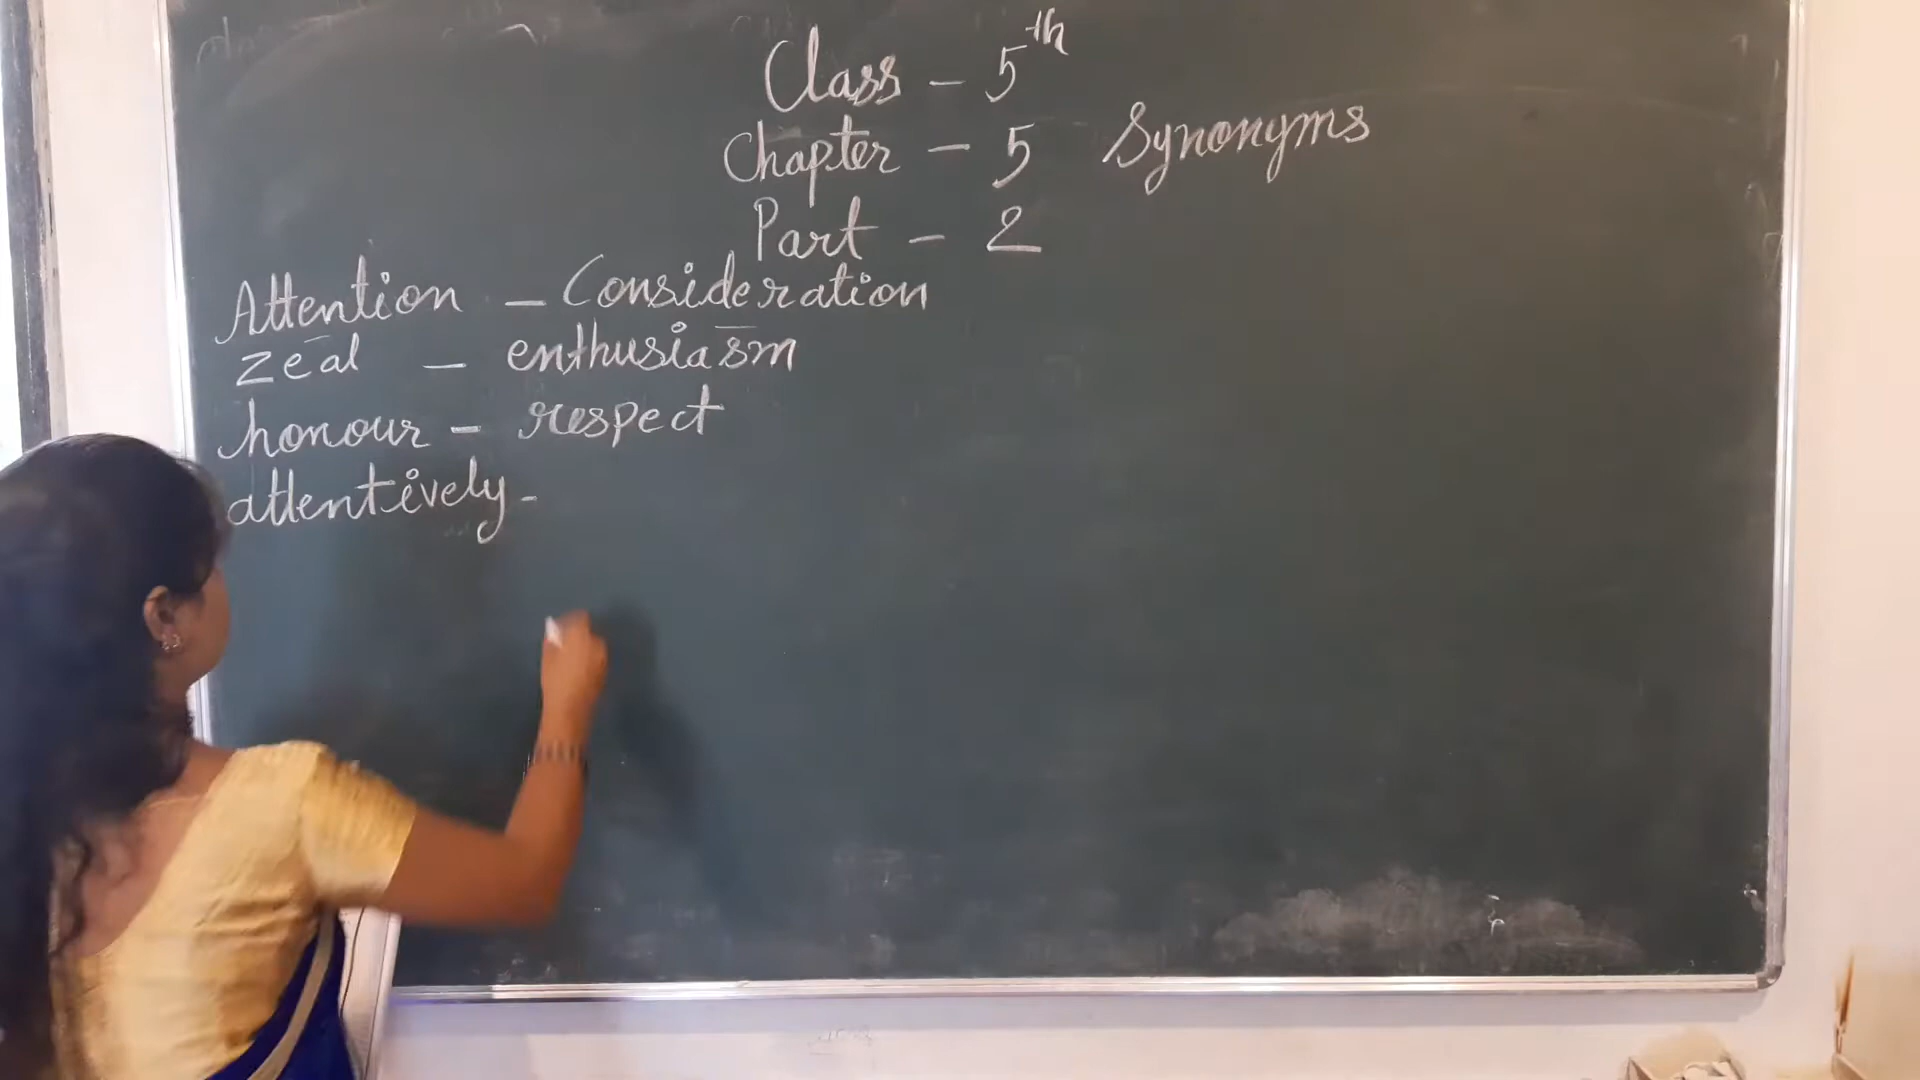 Class - 5th
Chapter - 5 Synonyms
Part - 2
Attention - Consideration
zeal - enthusiasm
honour - respect
attentively -